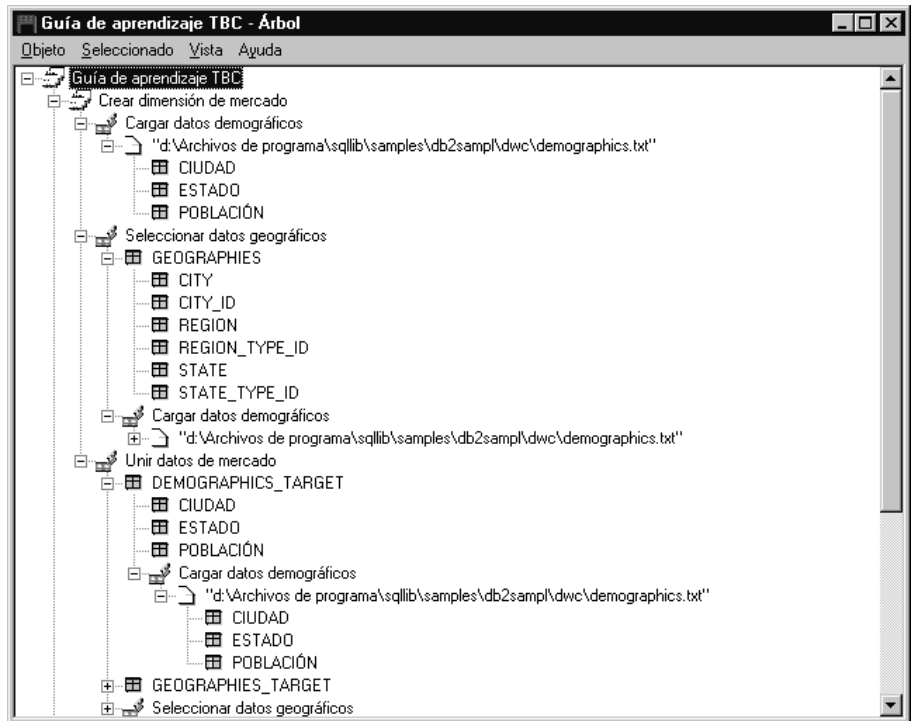 Guía de aprendizaje TBC - Árbol
Objeto Seleccionado Vista Ayuda
Guía de aprendizaje TBC
Crear dimensión de mercado
Cargar datos demográficos
"d:\Archivos de programa\sqllib\samples\db2sampl\dwc\demographics.txt"
CIUDAD
ESTADO
POBLACIÓN
Seleccionar datos geográficos
GEOGRAPHIES
CITY
CITY_ID
REGION
REGION_TYPE_ID
STATE
STATE_TYPE_ID
Cargar datos demográficos
"d:\Archivos de programa\sqllib\samples\db2sampl\dwc\demographics.txt"
Unir datos de mercado
DEMOGRAPHICS_TARGET
CIUDAD
ESTADO
POBLACIÓN
Cargar datos demográficos
"d:\Archivos de programa\sqllib\samples\db2sampl\dwc\demographics.txt"
CIUDAD
ESTADO
POBLACIÓN
GEOGRAPHIES_TARGET
Seleccionar datos geográficos